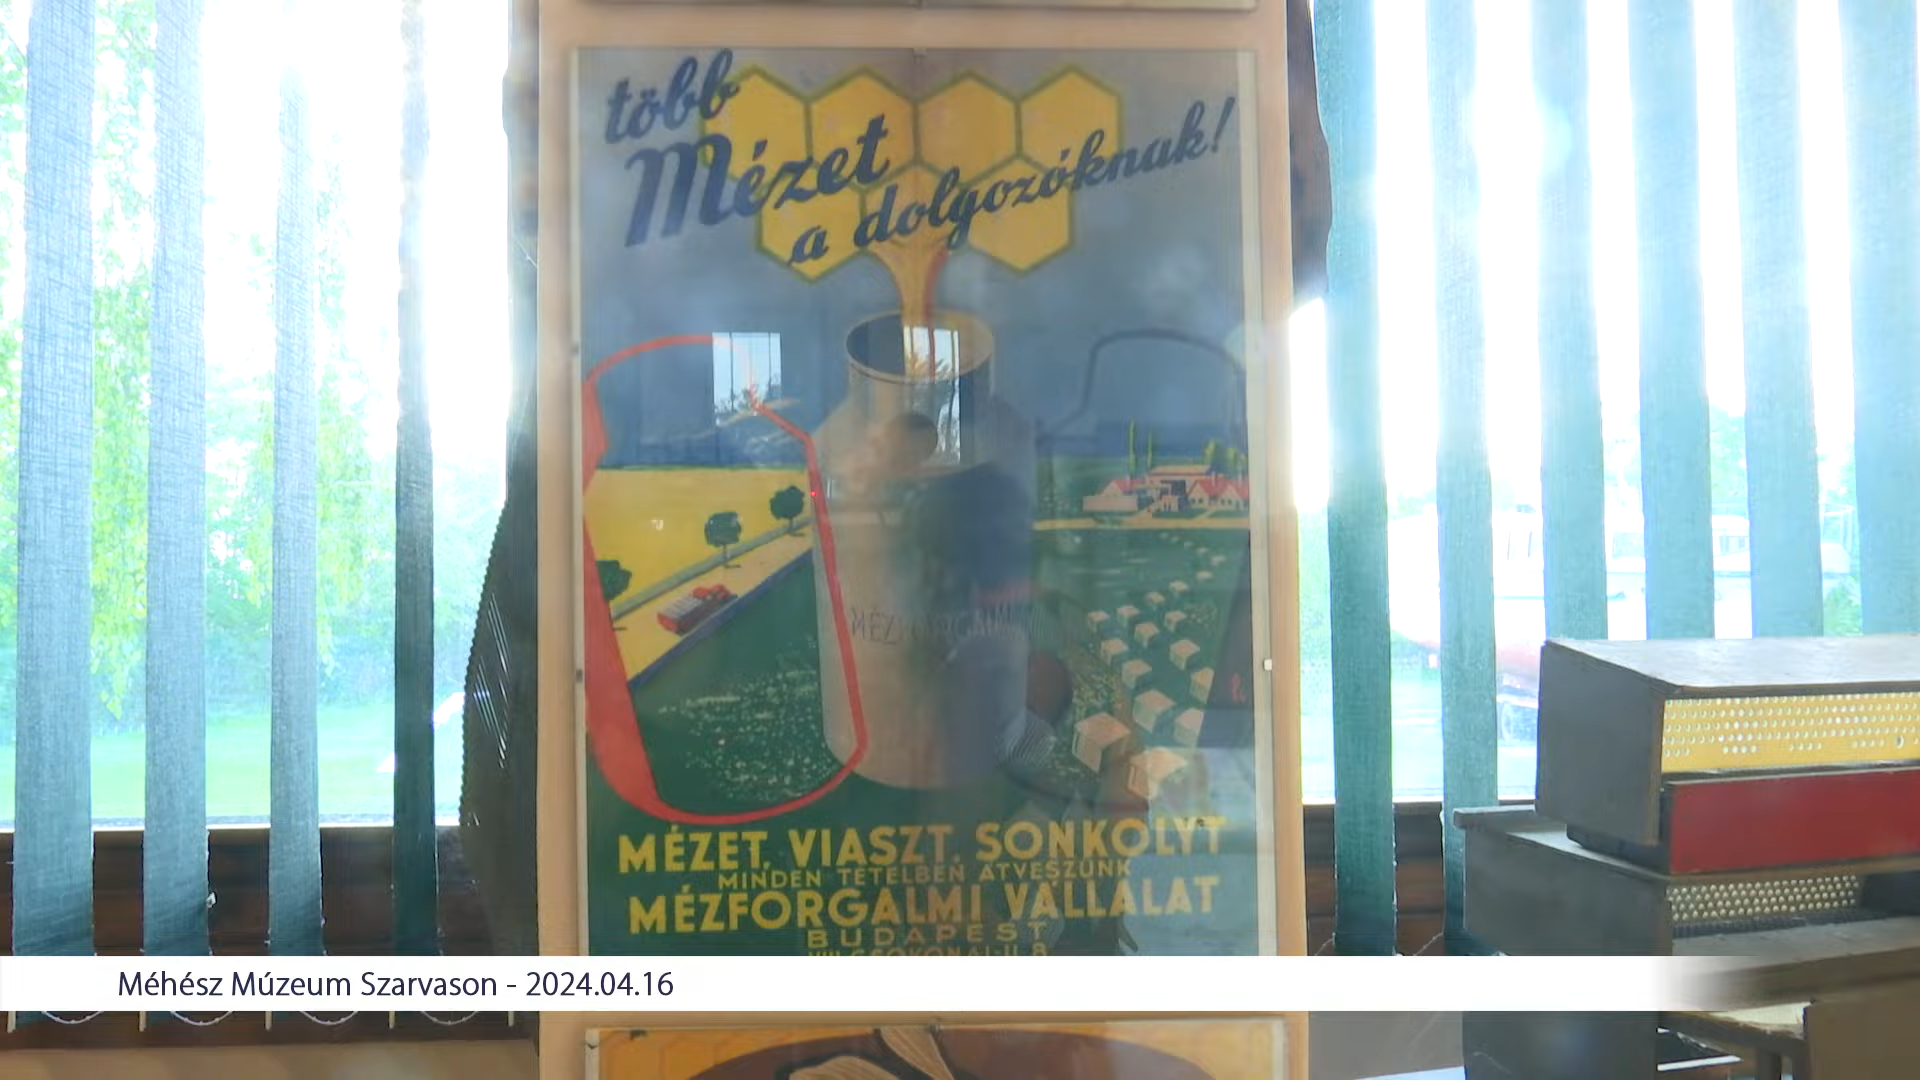 több
Mézet
a dolgozóknak!
MÉZFORGALMI
MÉZET, VIASZT, SONKOLYT
MINDEN TÉTELBEN ÁTVESZÜNK
MÉZFORGALMI VÁLLALAT
BUDAPEST
Méhész Múzeum Szarvason - 2024.04.16